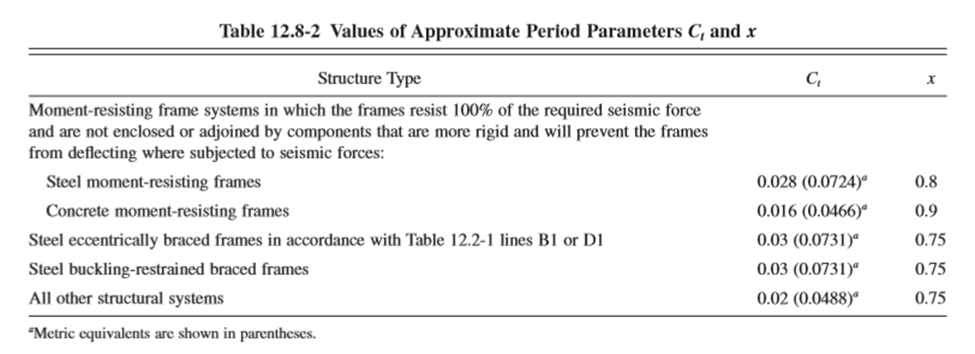 Table 12.8-2 Values of Approximate Period Parameters Cₜ and x
Structure Type Cₜ x
Moment-resisting frame systems in which the frames resist 100% of the required seismic force
and are not enclosed or adjoined by components that are more rigid and will prevent the frames
from deflecting where subjected to seismic forces:
Steel moment-resisting frames 0.028 (0.0724)ᵃ 0.8
Concrete moment-resisting frames 0.016 (0.0466)ᵃ 0.9
Steel eccentrically braced frames in accordance with Table 12.2-1 lines B1 or D1 0.03 (0.0731)ᵃ 0.75
Steel buckling-restrained braced frames 0.03 (0.0731)ᵃ 0.75
All other structural systems 0.02 (0.0488)ᵃ 0.75
ᵃMetric equivalents are shown in parentheses.